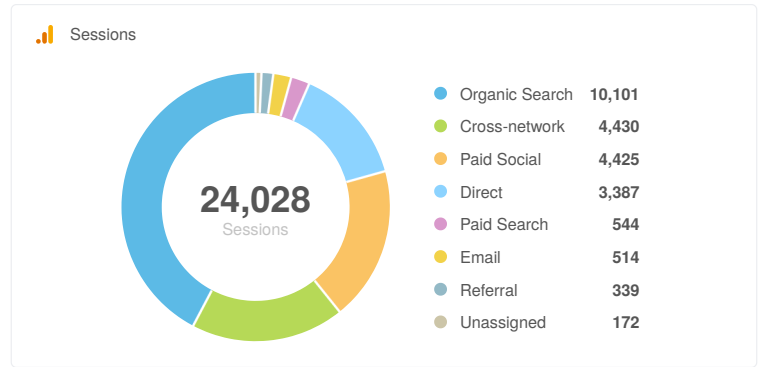 Sessions
24,028
Sessions
Organic Search 10,101
Cross-network 4,430
Paid Social 4,425
Direct 3,387
Paid Search 544
Email 514
Referral 339
Unassigned 172